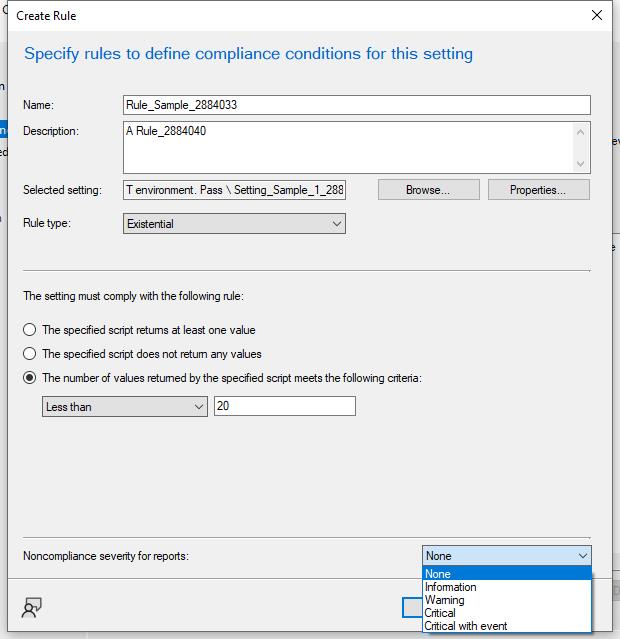 Create Rule
Specify rules to define compliance conditions for this setting
Name: Rule_Sample_2884033
Description: A Rule_2884040
Selected setting: T environment. Pass \ Setting_Sample_1_288 Browse... Properties...
Rule type: Existential
The setting must comply with the following rule:
The specified script returns at least one value
The specified script does not return any values
The number of values returned by the specified script meets the following criteria:
Less than 20
Noncompliance severity for reports: None
None
Information
Warning
Critical
Critical with event